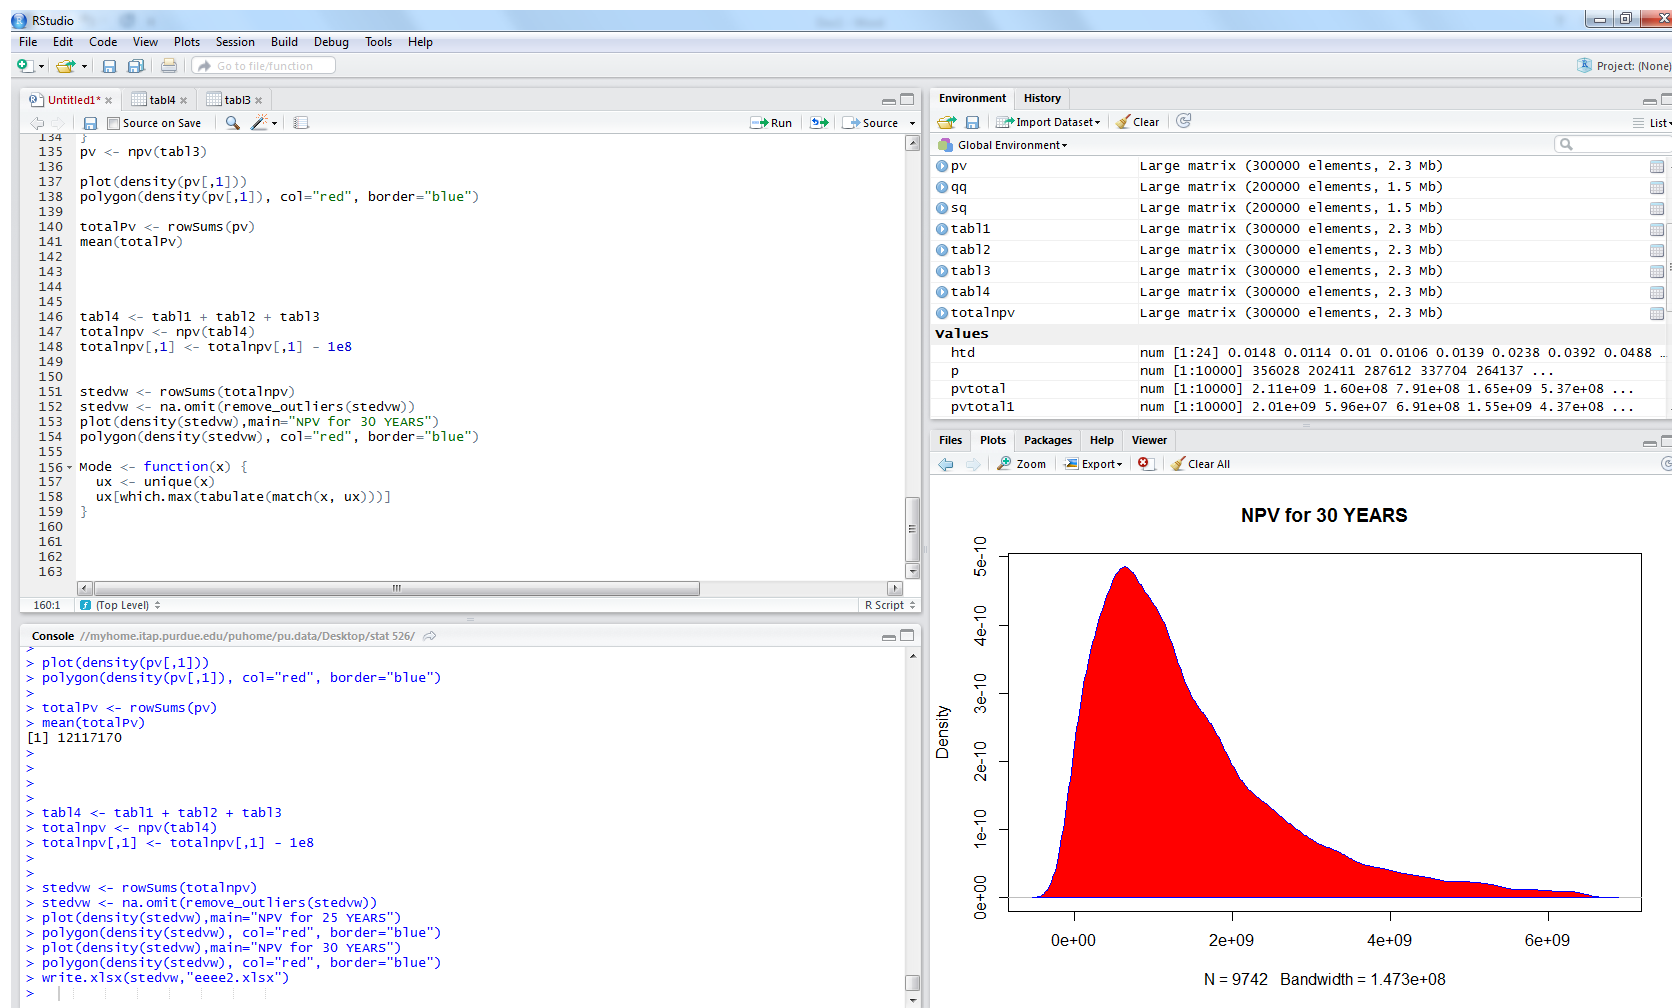 RStudio
File Edit Code View Plots Session Build Debug Tools Help
Go to file/function
Project: (None)
Untitled1* tabl4 tabl3
Source on Save Run Source
134 }
135 pv <- npv(tabl3)
136
137 plot(density(pv[,1]))
138 polygon(density(pv[,1]), col="red", border="blue")
139
140 totalPv <- rowSums(pv)
141 mean(totalPv)
142
143
144
145
146 tabl4 <- tabl1 + tabl2 + tabl3
147 totalnpv <- npv(tabl4)
148 totalnpv[,1] <- totalnpv[,1] - 1e8
149
150
151 stedvw <- rowSums(totalnpv)
152 stedvw <- na.omit(remove_outliers(stedvw))
153 plot(density(stedvw),main="NPV for 30 YEARS")
154 polygon(density(stedvw), col="red", border="blue")
155
156 Mode <- function(x) {
157 ux <- unique(x)
158 ux[which.max(tabulate(match(x, ux)))]
159 }
160
161
162
163
160:1 (Top Level) R Script
Console //myhome.itap.purdue.edu/puhome/pu.data/Desktop/stat 526/
>
> plot(density(pv[,1]))
> polygon(density(pv[,1]), col="red", border="blue")
>
> totalPv <- rowSums(pv)
> mean(totalPv)
[1] 12117170
>
>
>
>
> tabl4 <- tabl1 + tabl2 + tabl3
> totalnpv <- npv(tabl4)
> totalnpv[,1] <- totalnpv[,1] - 1e8
>
>
> stedvw <- rowSums(totalnpv)
> stedvw <- na.omit(remove_outliers(stedvw))
> plot(density(stedvw),main="NPV for 25 YEARS")
> polygon(density(stedvw), col="red", border="blue")
> plot(density(stedvw),main="NPV for 30 YEARS")
> polygon(density(stedvw), col="red", border="blue")
> write.xlsx(stedvw,"eeee2.xlsx")
>
Environment History
Import Dataset Clear List
Global Environment
pv Large matrix (300000 elements, 2.3 Mb)
qq Large matrix (200000 elements, 1.5 Mb)
sq Large matrix (200000 elements, 1.5 Mb)
tabl1 Large matrix (300000 elements, 2.3 Mb)
tabl2 Large matrix (300000 elements, 2.3 Mb)
tabl3 Large matrix (300000 elements, 2.3 Mb)
tabl4 Large matrix (300000 elements, 2.3 Mb)
totalnpv Large matrix (300000 elements, 2.3 Mb)
Values
htd num [1:24] 0.0148 0.0114 0.01 0.0106 0.0139 0.0238 0.0392 0.0488 …
p num [1:10000] 356028 202411 287612 337704 264137 ...
pvtotal num [1:10000] 2.11e+09 1.60e+08 7.91e+08 1.65e+09 5.37e+08 ...
pvtotal1 num [1:10000] 2.01e+09 5.96e+07 6.91e+08 1.55e+09 4.37e+08 ...
Files Plots Packages Help Viewer
Zoom Export Clear All
NPV for 30 YEARS
5e-10
4e-10
3e-10
2e-10
1e-10
0e+00
Density
0e+00 2e+09 4e+09 6e+09
N = 9742 Bandwidth = 1.473e+08